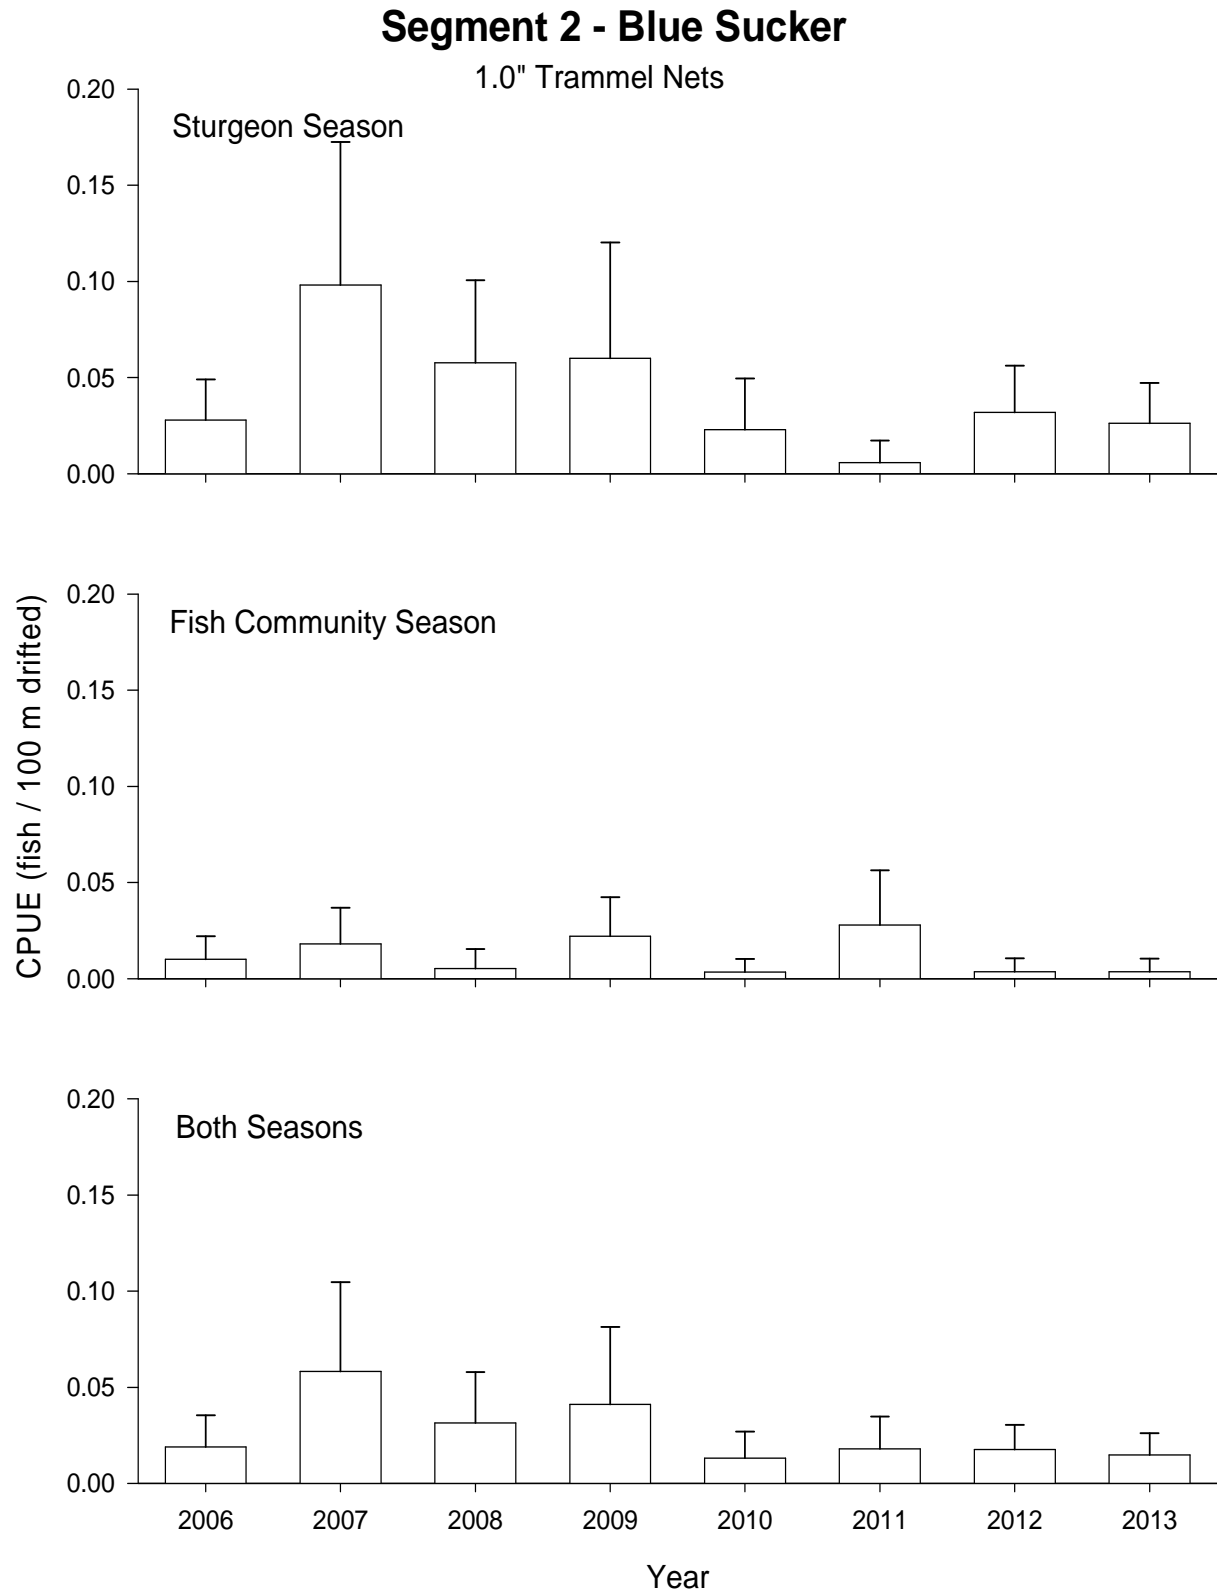 Segment 2 - Blue Sucker
1.0" Trammel Nets
0.20
Sturgeon Season
0.15
0.10
0.05
0.00
0.20
Fish Community Season
0.15
0.10
0.05
0.00
CPUE (fish / 100 m drifted)
0.20
Both Seasons
0.15
0.10
0.05
0.00
2006 2007 2008 2009 2010 2011 2012 2013
Year